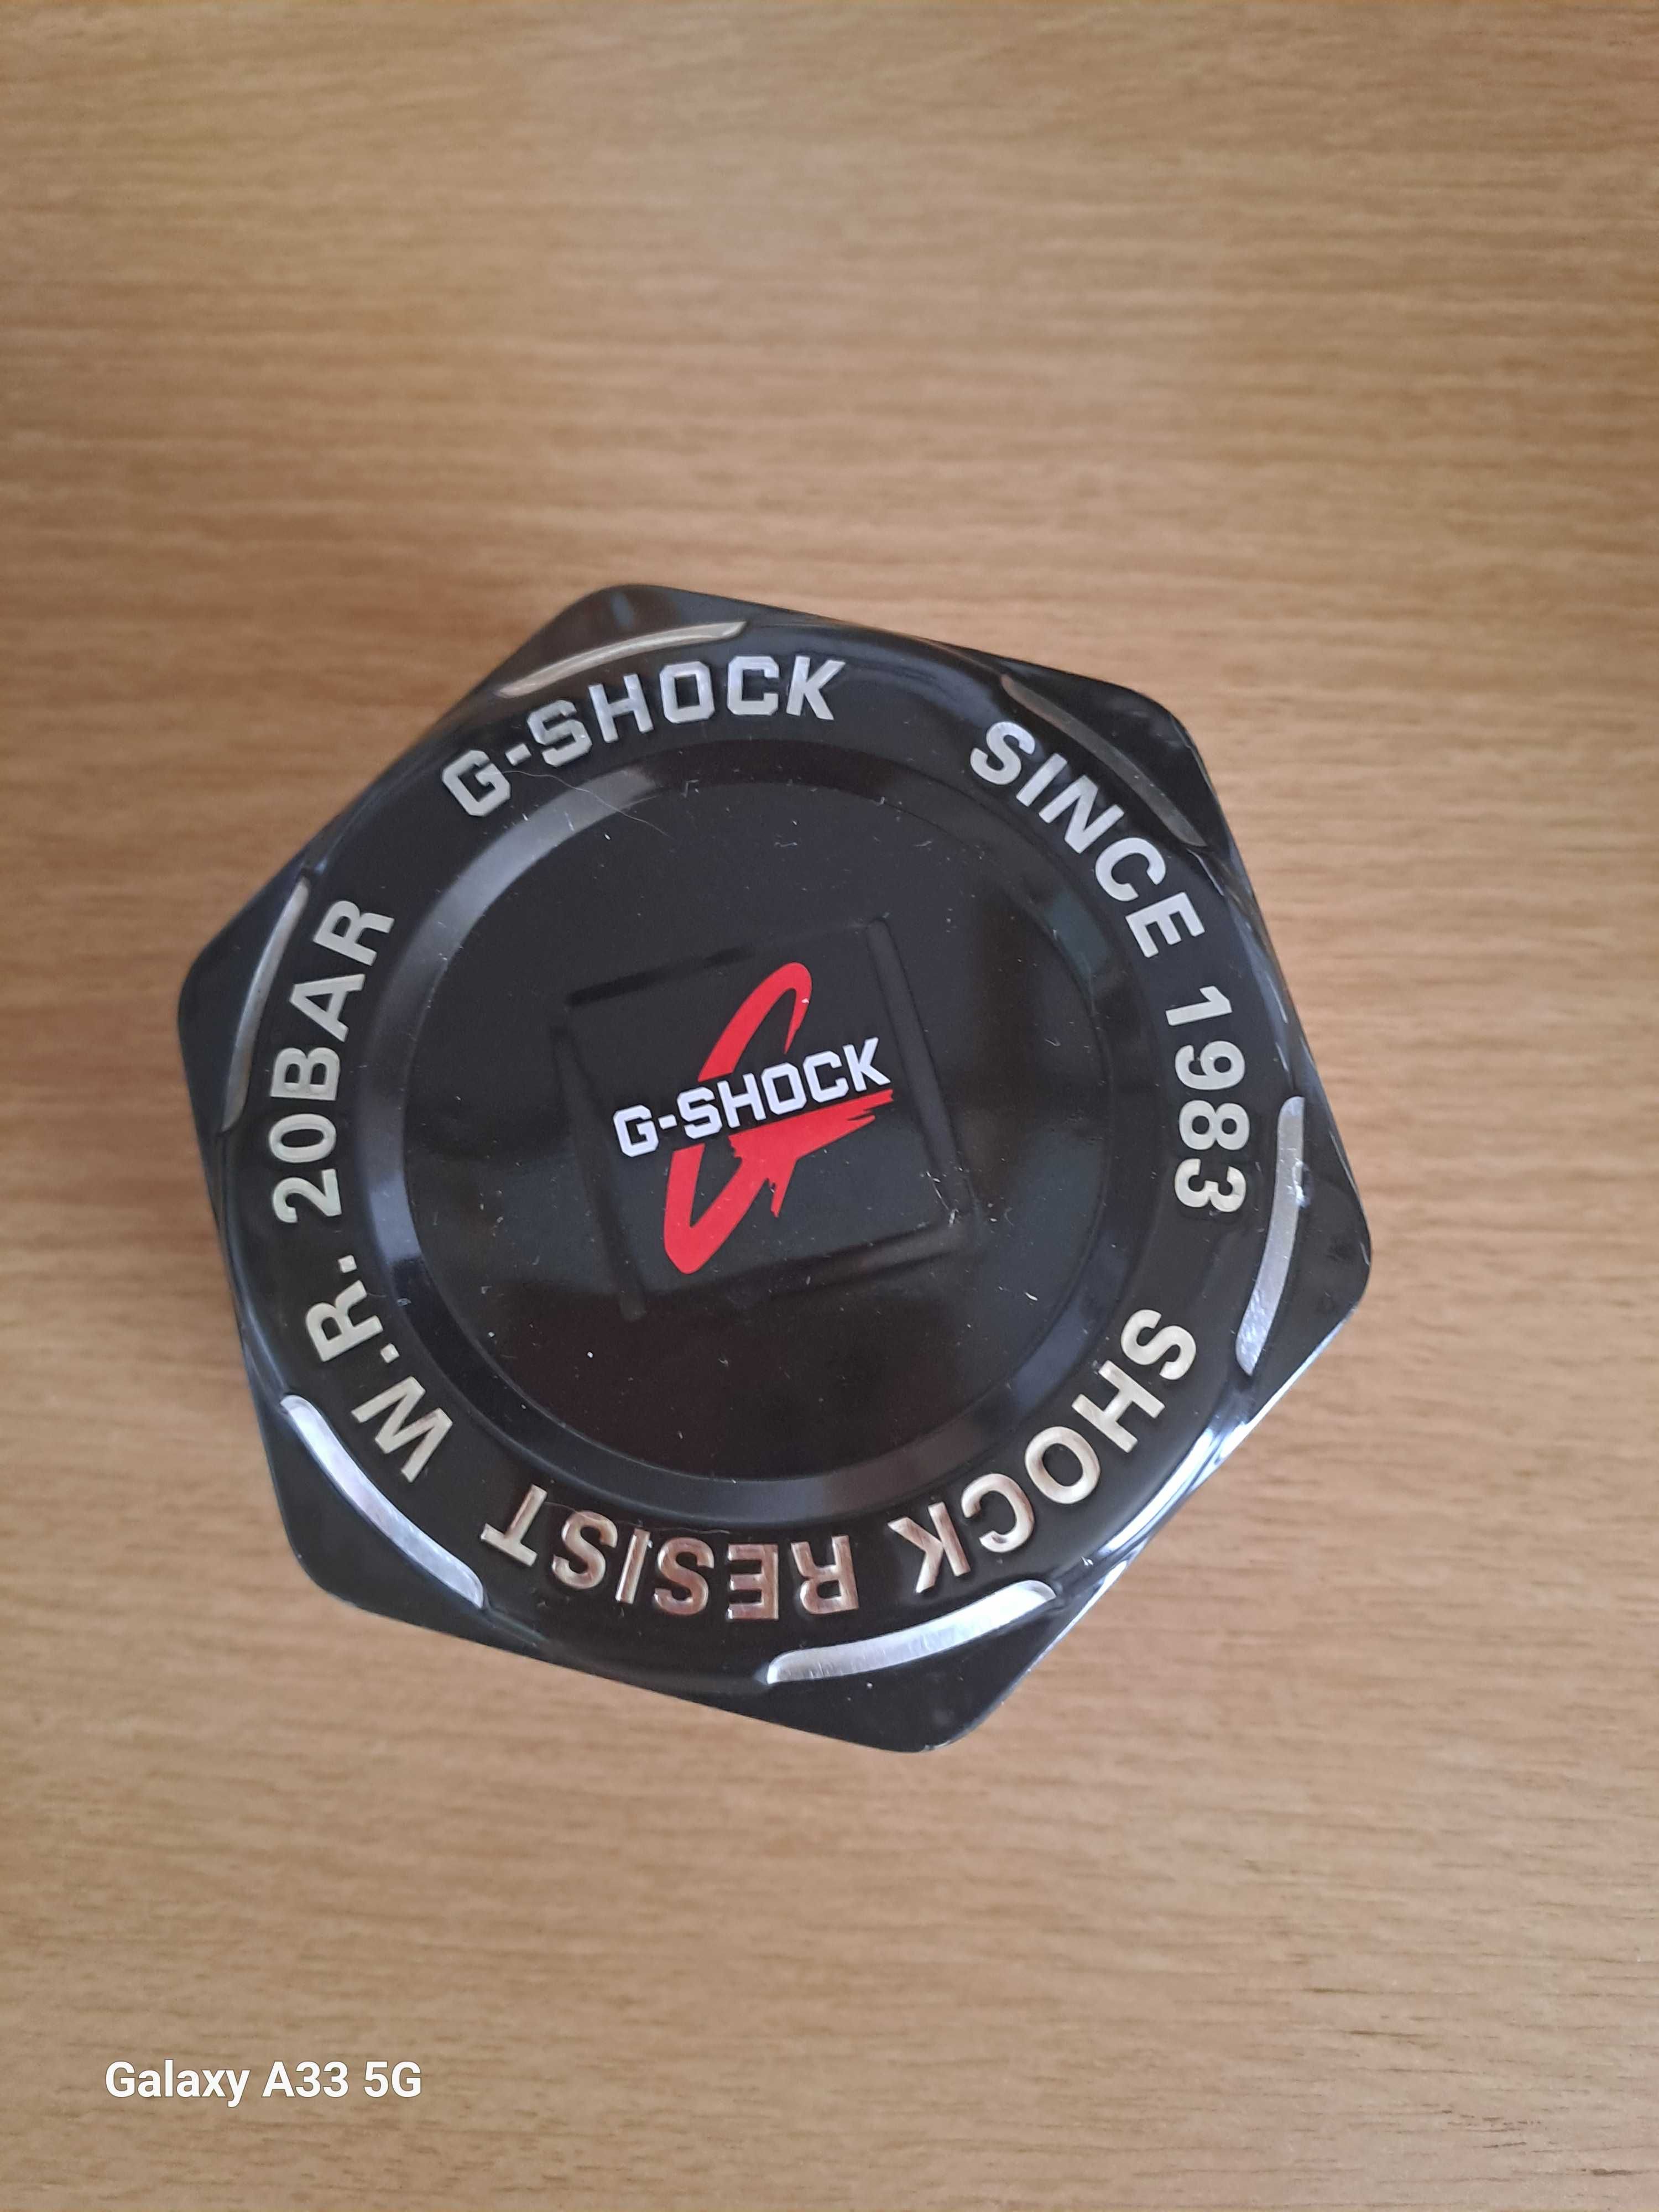 G-SHOCK
SINCE 1983
SHOCK RESIST
W.R. 20BAR
G-SHOCK
Galaxy A33 5G